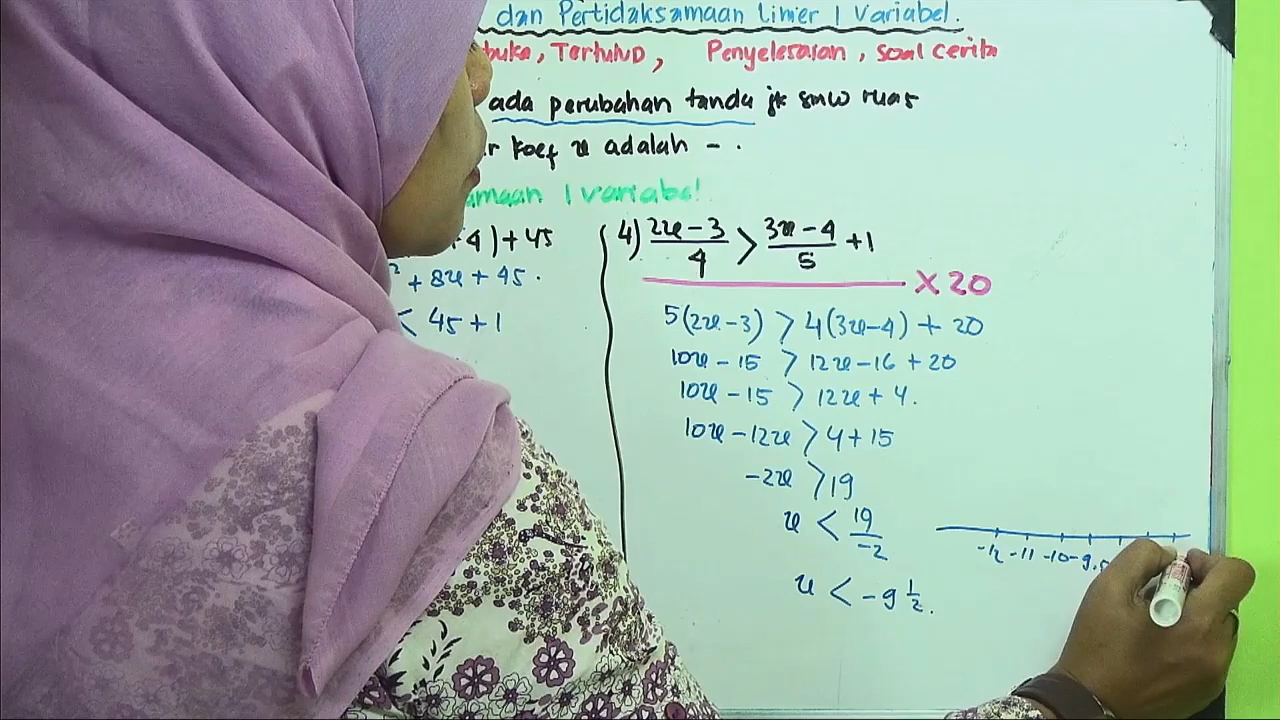 dan Pertidaksamaan Linier 1 Variabel.
buka, Tertutup, Penyelesaian, soal cerita
ada perubahan tanda jk smw ruas
r koef x adalah - .
amaan 1 variabel!
4) + 45
² + 8x + 45.
< 45 + 1
4) (2x - 3)/4 > (3x - 4)/5 + 1
× 20
5(2x - 3) > 4(3x - 4) + 20
10x - 15 > 12x - 16 + 20
10x - 15 > 12x + 4.
10x - 12x > 4 + 15
-2x > 19
x < 19/-2
x < -9 1/2.
-12 -11 -10 -9,5